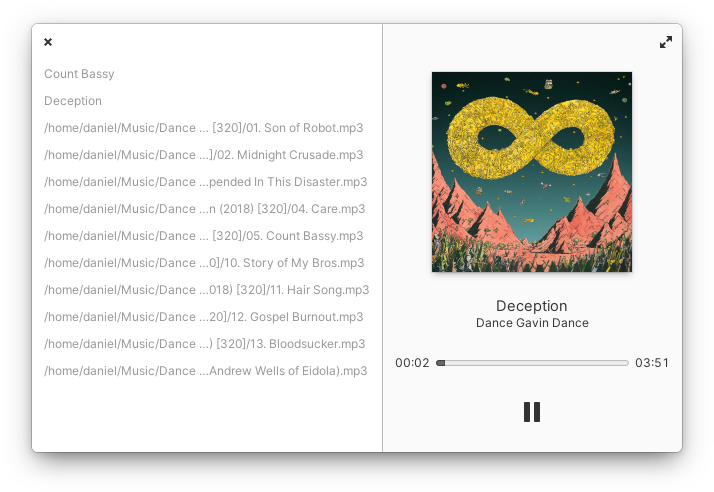 Count Bassy
Deception
/home/daniel/Music/Dance ... [320]/01. Son of Robot.mp3
/home/daniel/Music/Dance ...]/02. Midnight Crusade.mp3
/home/daniel/Music/Dance ...pended In This Disaster.mp3
/home/daniel/Music/Dance ...n (2018) [320]/04. Care.mp3
/home/daniel/Music/Dance ... [320]/05. Count Bassy.mp3
/home/daniel/Music/Dance ...0]/10. Story of My Bros.mp3
/home/daniel/Music/Dance ...018) [320]/11. Hair Song.mp3
/home/daniel/Music/Dance ...20]/12. Gospel Burnout.mp3
/home/daniel/Music/Dance ...) [320]/13. Bloodsucker.mp3
/home/daniel/Music/Dance ...Andrew Wells of Eidola).mp3
Deception
Dance Gavin Dance
00:02 03:51